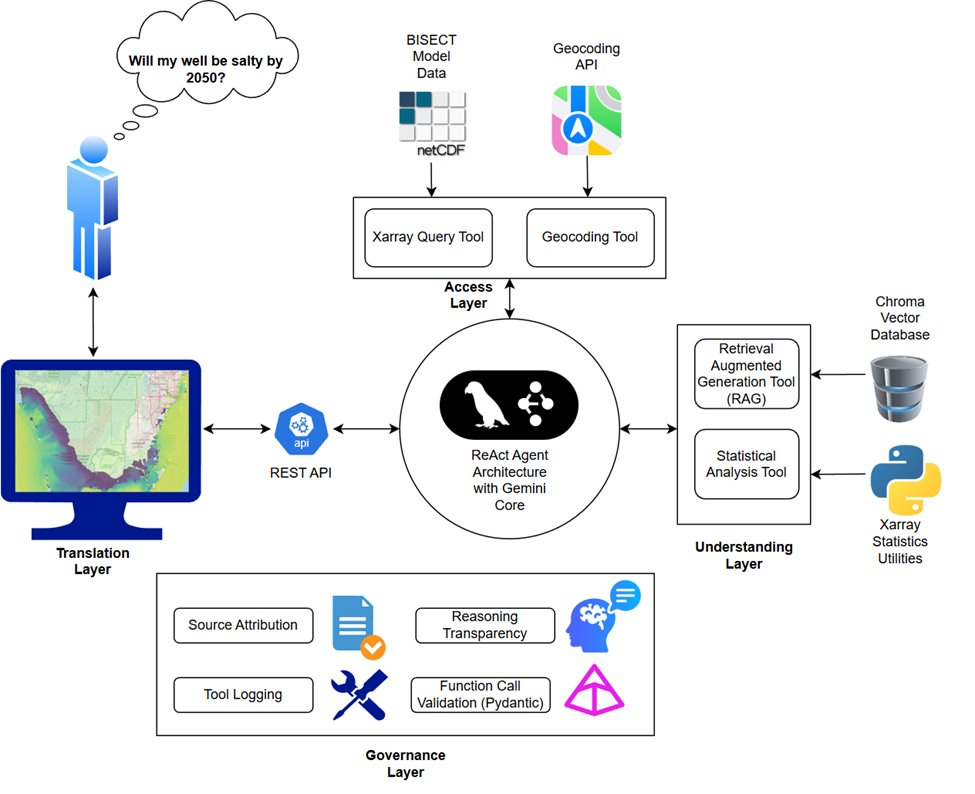 Will my well be salty by
2050?
BISECT
Model
Data
netCDF
Geocoding
API
Xarray Query Tool
Geocoding Tool
Access
Layer
Chroma
Vector
Database
Retrieval
Augmented
Generation Tool
(RAG)
Statistical
Analysis Tool
Xarray
Statistics
Utilities
Understanding
Layer
api
REST API
ReAct Agent
Architecture
with Gemini
Core
Translation
Layer
Source Attribution
Reasoning
Transparency
Tool Logging
Function Call
Validation (Pydantic)
Governance
Layer